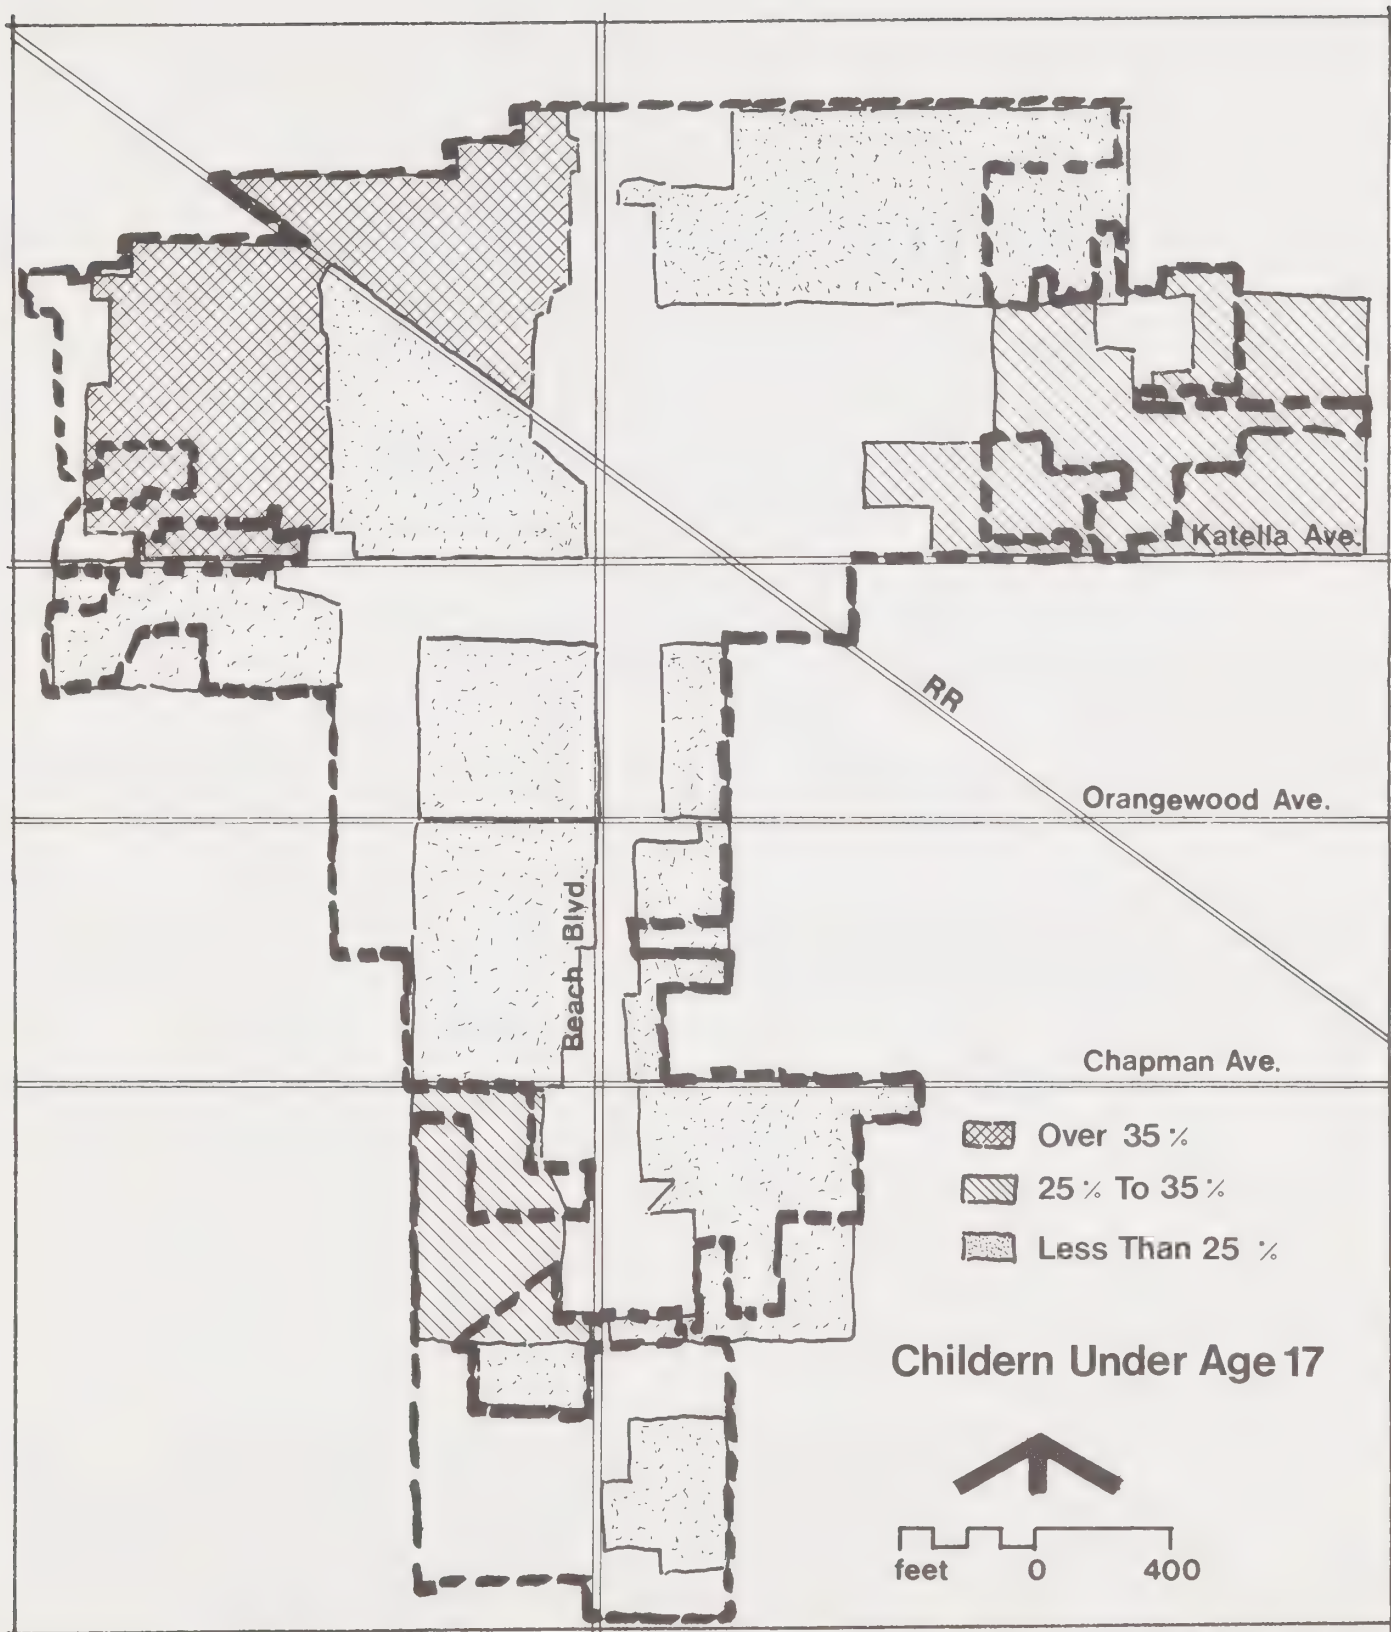 Katella Ave.
RR
Orangewood Ave.
Beach Blvd.
Chapman Ave.
Over 35 %
25 % To 35 %
Less Than 25 %
Childern Under Age 17
feet 0 400